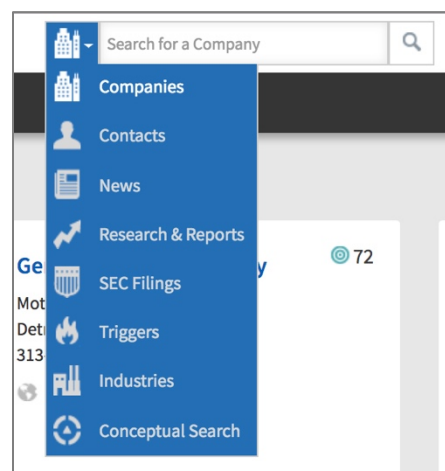 Search for a Company
Companies
Contacts
News
Research & Reports
SEC Filings
Triggers
Industries
Conceptual Search
72